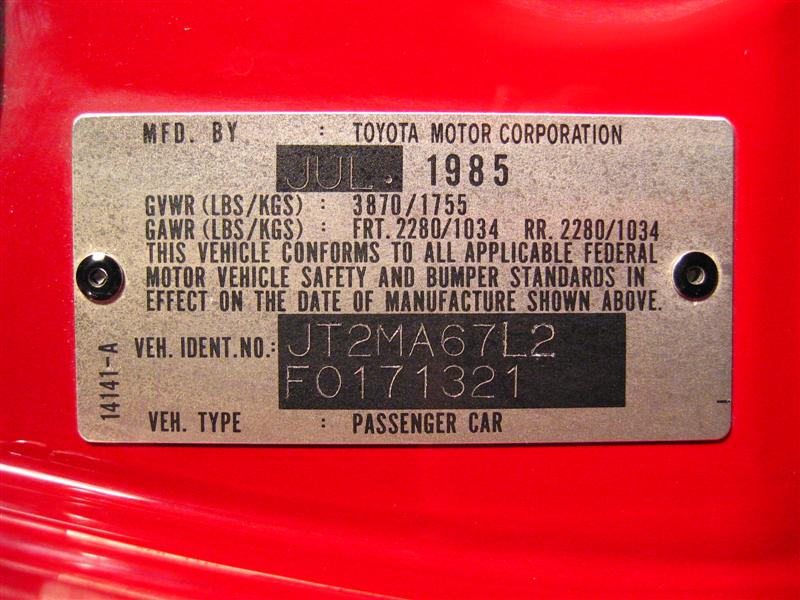 MFD. BY : TOYOTA MOTOR CORPORATION
JUL. 1985
GVWR (LBS/KGS) : 3870/1755
GAWR (LBS/KGS) : FRT. 2280/1034 RR. 2280/1034
THIS VEHICLE CONFORMS TO ALL APPLICABLE FEDERAL
MOTOR VEHICLE SAFETY AND BUMPER STANDARDS IN
EFFECT ON THE DATE OF MANUFACTURE SHOWN ABOVE.
VEH. IDENT.NO.: JT2MA67L2
F0171321
VEH. TYPE : PASSENGER CAR
14141-A